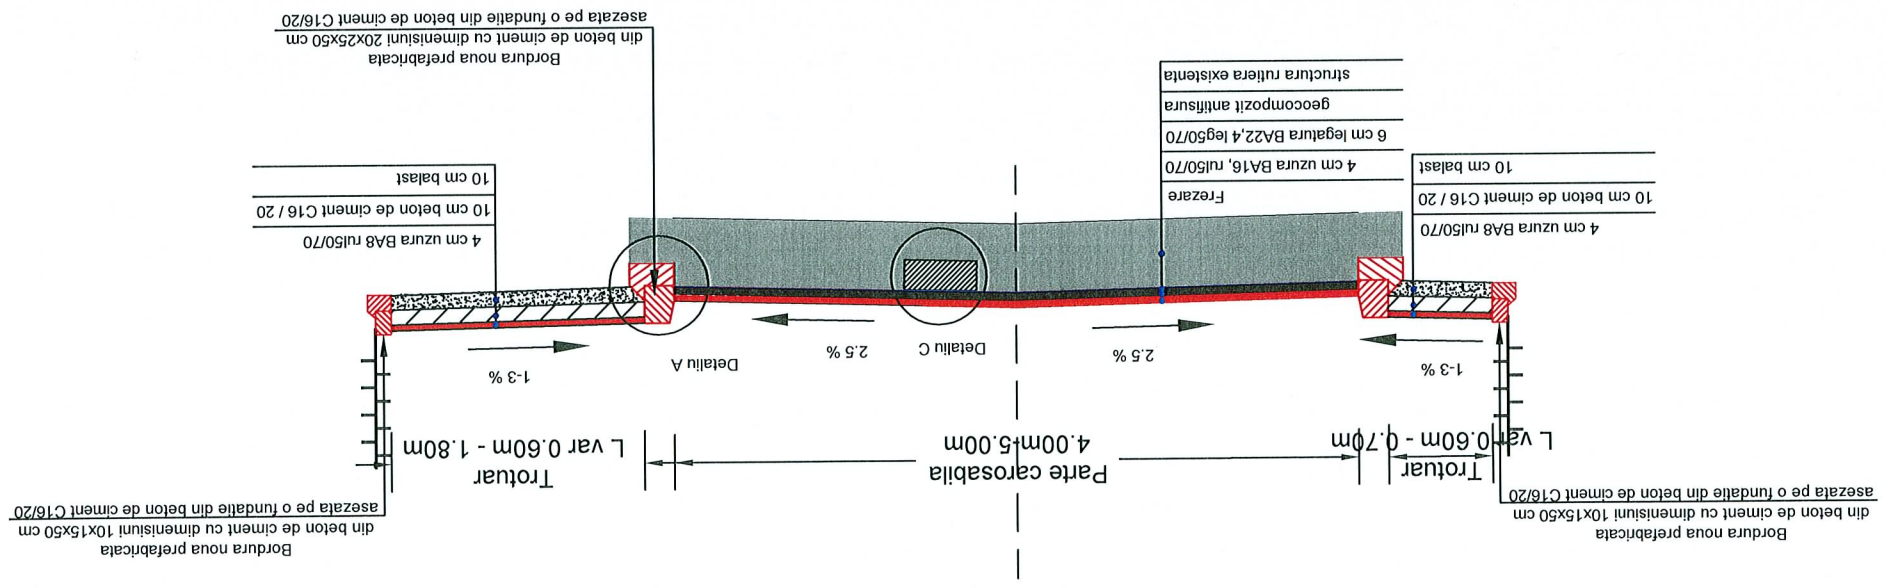 Bordura noua prefabricata
din beton de ciment cu dimenisiuni 10x15x50 cm
asezata pe o fundatie din beton de ciment C16/20
Bordura noua prefabricata
din beton de ciment cu dimenisiuni 10x15x50 cm
asezata pe o fundatie din beton de ciment C16/20
Trotuar
L var 0.60m - 0.70m
Parte carosabila
4.00m-5.00m
Trotuar
L var 0.60m - 1.80m
1-3 %
2.5 %
Detaliu C
2.5 %
Detaliu A
1-3 %
4 cm uzura BA8 rul50/70
10 cm beton de ciment C16 / 20
10 cm balast
Frezare
4 cm uzura BA16, rul50/70
6 cm legatura BA22,4 leg50/70
geocompozit antifisura
structura rutiera existenta
4 cm uzura BA8 rul50/70
10 cm beton de ciment C16 / 20
10 cm balast
Bordura noua prefabricata
din beton de ciment cu dimenisiuni 20x25x50 cm
asezata pe o fundatie din beton de ciment C16/20